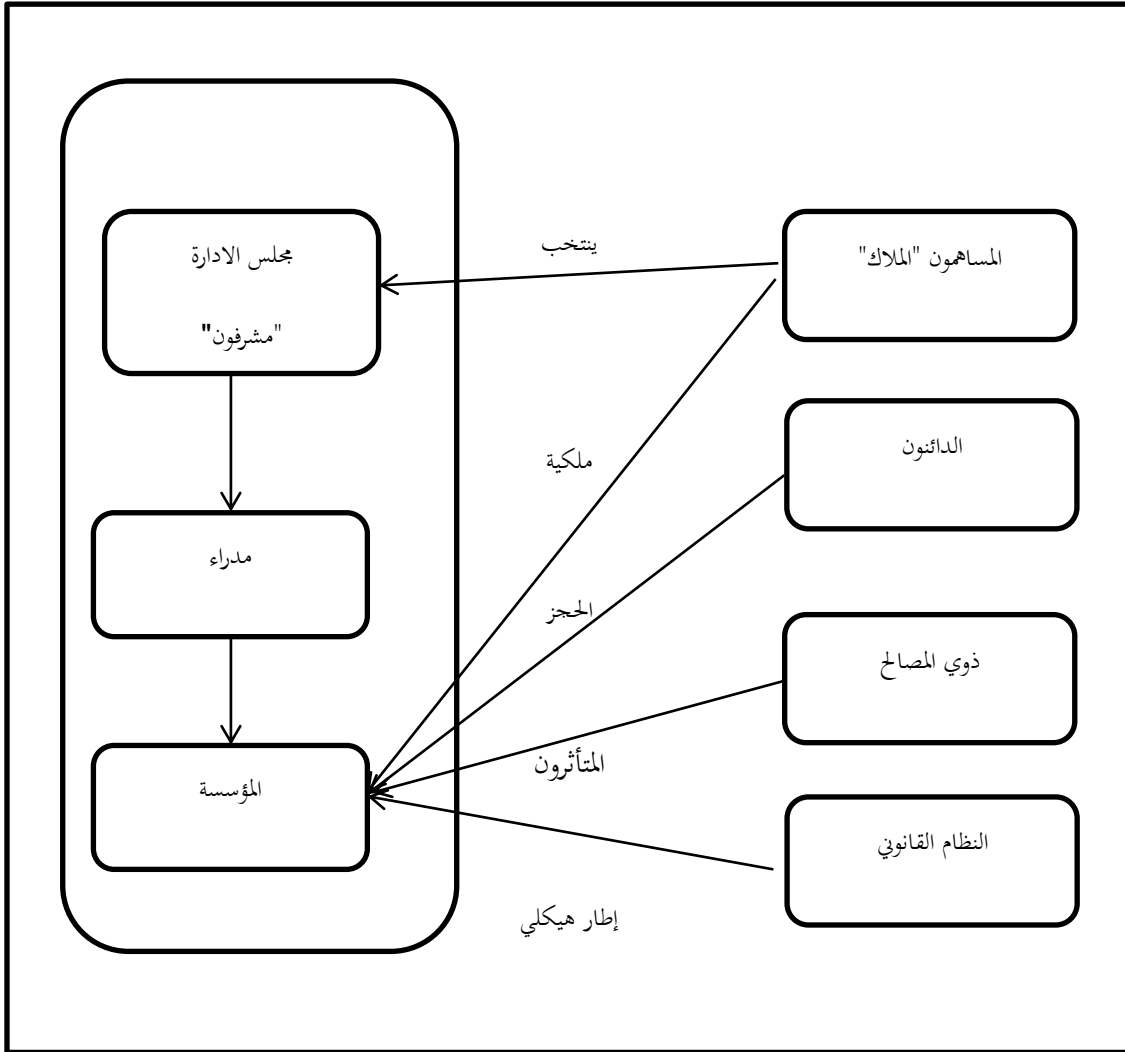 المساهمون "الملاك"
ينتخب
مجلس الادارة
"مشرفون"
الدائنون
ملكية
مدراء
الحجز
ذوي المصالح
المتأثرون
المؤسسة
النظام القانوني
إطار هيكلي